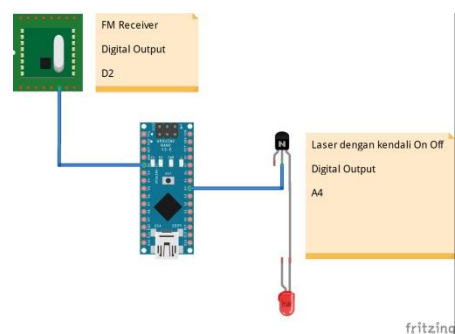 FM Receiver
Digital Output
D2
N
Laser dengan kendali On Off
Digital Output
A4
fritzing